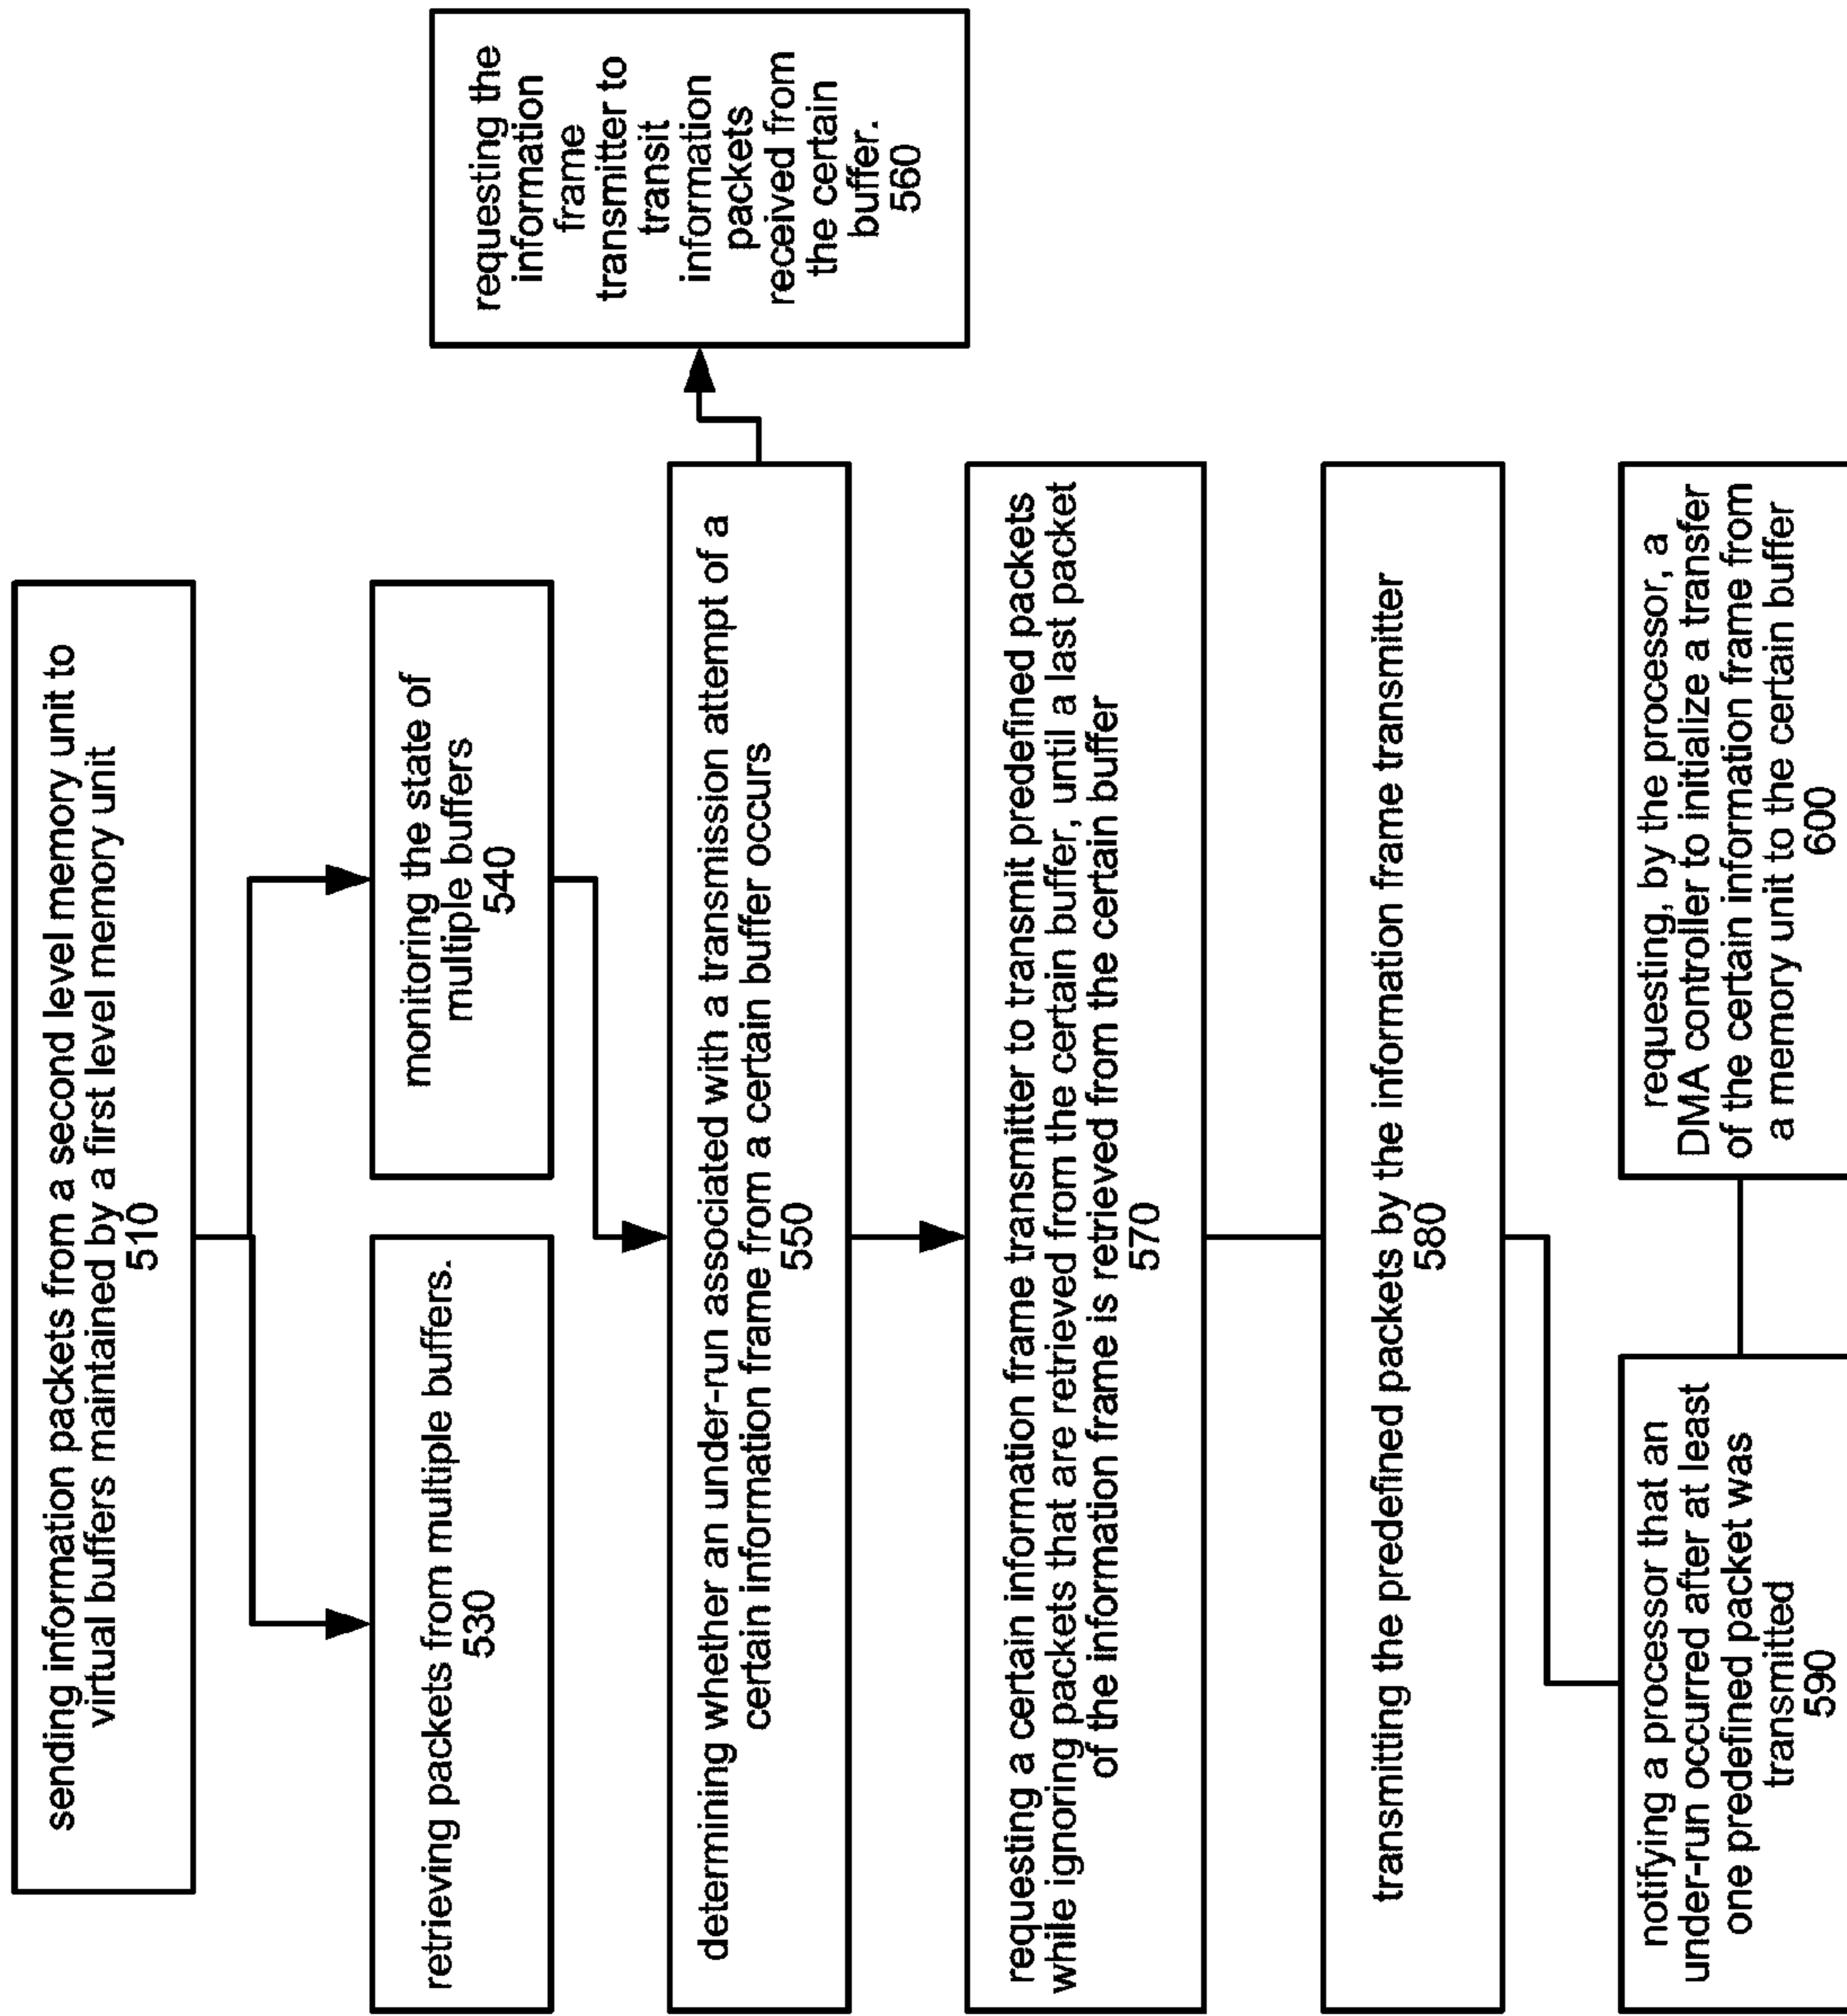 sending information packets from a second level memory unit to
virtual buffers maintained by a first level memory unit
510
retrieving packets from multiple buffers.
530
monitoring the state of
multiple buffers
540
determining whether an under-run associated with a transmission attempt of a
certain information frame from a certain buffer occurs
550
requesting the
information
frame
transmitter to
transit
information
packets
received from
the certain
buffer.
560
requesting a certain information frame transmitter to transmit predefined packets
while ignoring packets that are retrieved from the certain buffer, until a last packet
of the information frame is retrieved from the certain buffer
570
transmitting the predefined packets by the information frame transmitter
580
notifying a processor that an
under-run occurred after at least
one predefined packet was
transmitted
590
requesting, by the processor, a
DMA controller to initialize a transfer
of the certain information frame from
a memory unit to the certain buffer
600